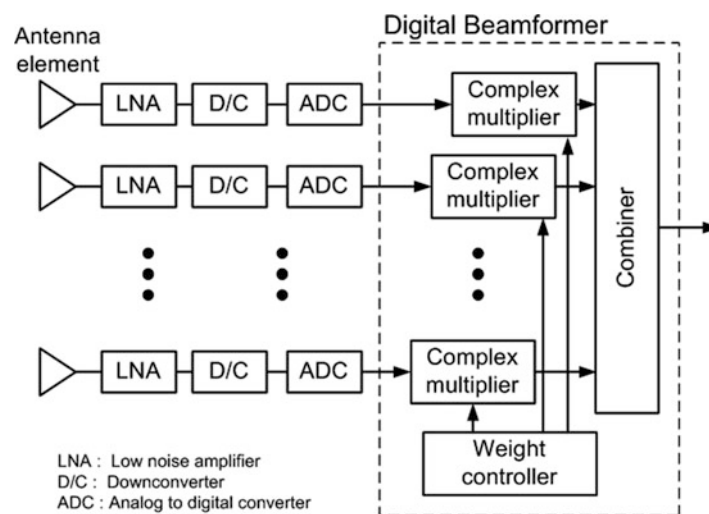 Digital Beamformer
Antenna
element
LNA
D/C
ADC
Complex
multiplier
LNA
D/C
ADC
Complex
multiplier
Combiner
LNA
D/C
ADC
Complex
multiplier
Weight
controller
LNA : Low noise amplifier
D/C : Downconverter
ADC : Analog to digital converter